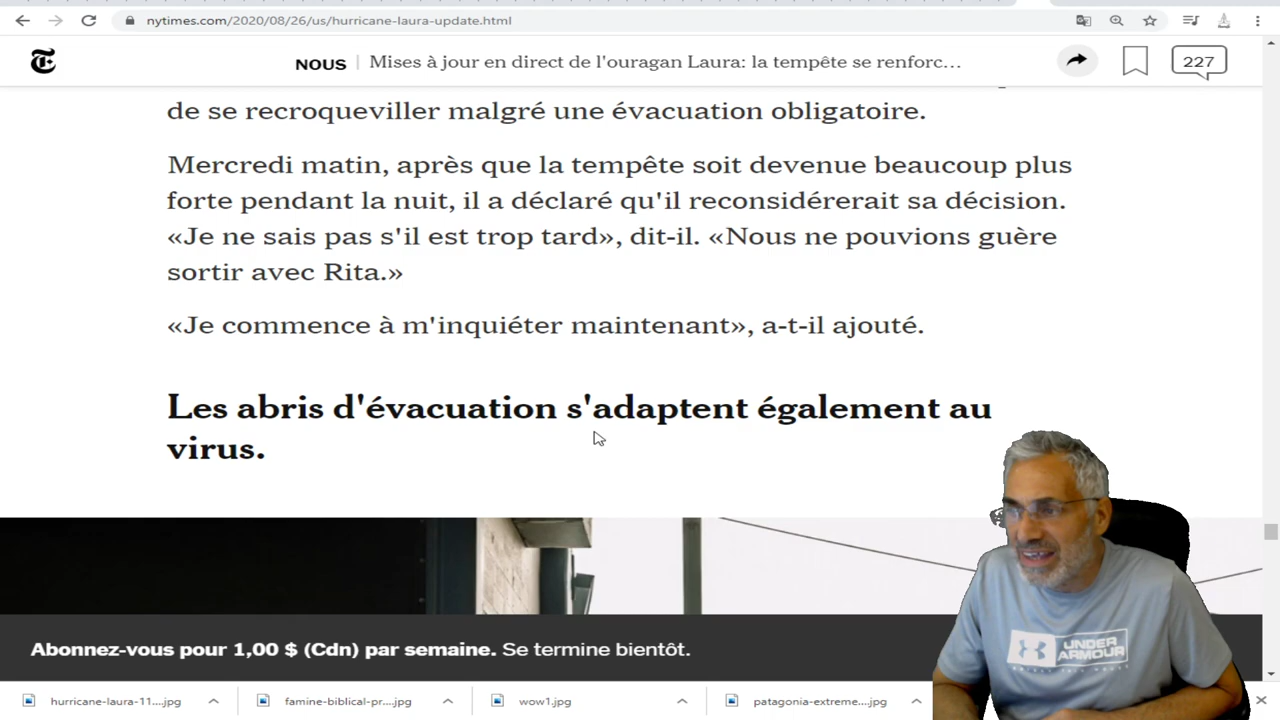 nytimes.com/2020/08/26/us/hurricane-laura-update.html
NOUS | Mises à jour en direct de l'ouragan Laura: la tempête se renforc...
227
de se recroqueviller malgré une évacuation obligatoire.
Mercredi matin, après que la tempête soit devenue beaucoup plus
forte pendant la nuit, il a déclaré qu'il reconsidérerait sa décision.
«Je ne sais pas s'il est trop tard», dit-il. «Nous ne pouvions guère
sortir avec Rita.»
«Je commence à m'inquiéter maintenant», a-t-il ajouté.
Les abris d'évacuation s'adaptent également au
virus.
Abonnez-vous pour 1,00 $ (Cdn) par semaine. Se termine bientôt.
UNDER ARMOUR
hurricane-laura-11....jpg
famine-biblical-pr....jpg
wow1.jpg
patagonia-extreme....jpg